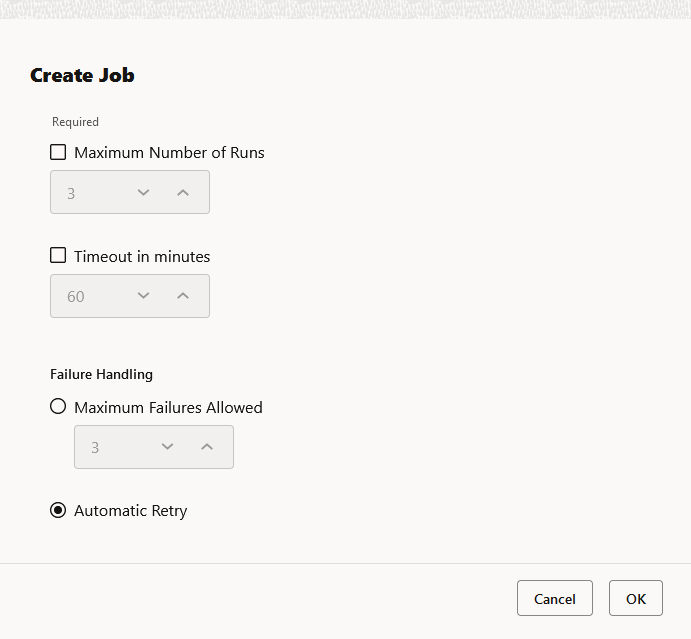 Create Job
Required
Maximum Number of Runs
3
Timeout in minutes
60
Failure Handling
Maximum Failures Allowed
3
Automatic Retry
Cancel
OK